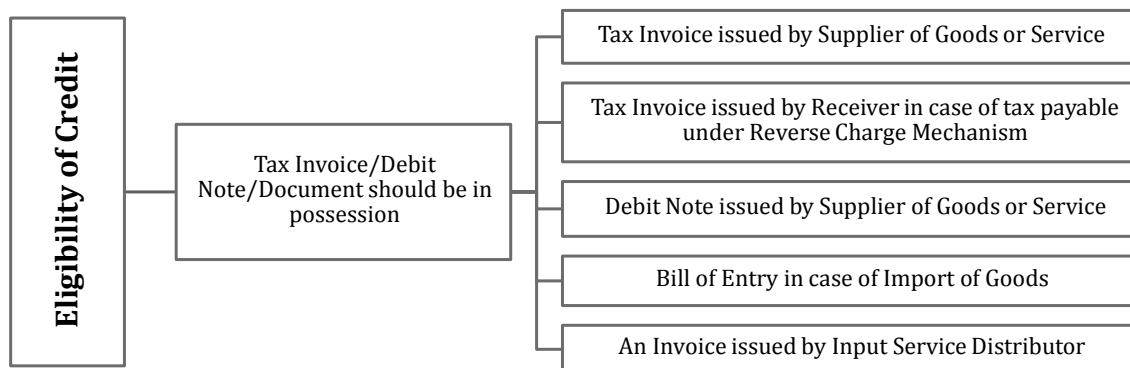 Eligibility of Credit
Tax Invoice/Debit
Note/Document should be in
possession
Tax Invoice issued by Supplier of Goods or Service
Tax Invoice issued by Receiver in case of tax payable
under Reverse Charge Mechanism
Debit Note issued by Supplier of Goods or Service
Bill of Entry in case of Import of Goods
An Invoice issued by Input Service Distributor